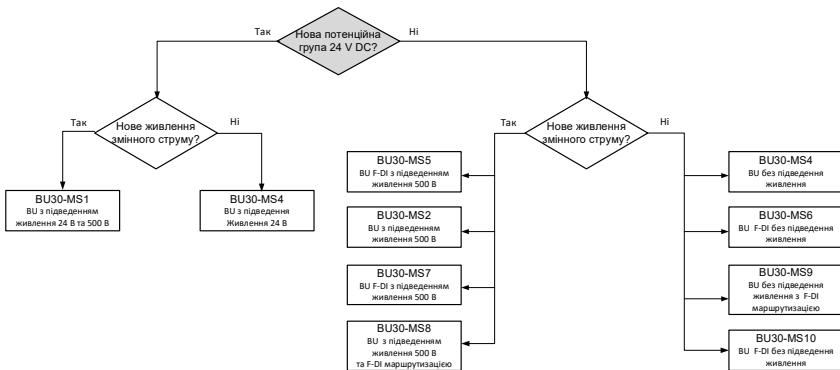 Нова потенційна
група 24 V DC?
Так
Ні
Нове живлення
змінного струму?
Так
Ні
BU30-MS1
BU з підведенням
живлення 24 В та 500 В
BU30-MS4
BU з підведення
Живлення 24 В
Нове живлення
змінного струму?
Так
Ні
BU30-MS5
BU F-DI з підведенням
живлення 500 В
BU30-MS2
BU з підведенням
живлення 500 В
BU30-MS7
BU F-DI з підведенням
живлення 500 В
BU30-MS8
BU з підведенням
живлення 500 В
та F-DI маршрутизацією
BU30-MS4
BU без підведення
живлення
BU30-MS6
BU F-DI без підведення
живлення
BU30-MS9
BU без підведення
живлення з F-DI
маршрутизацією
BU30-MS10
BU F-DI без підведення
живлення